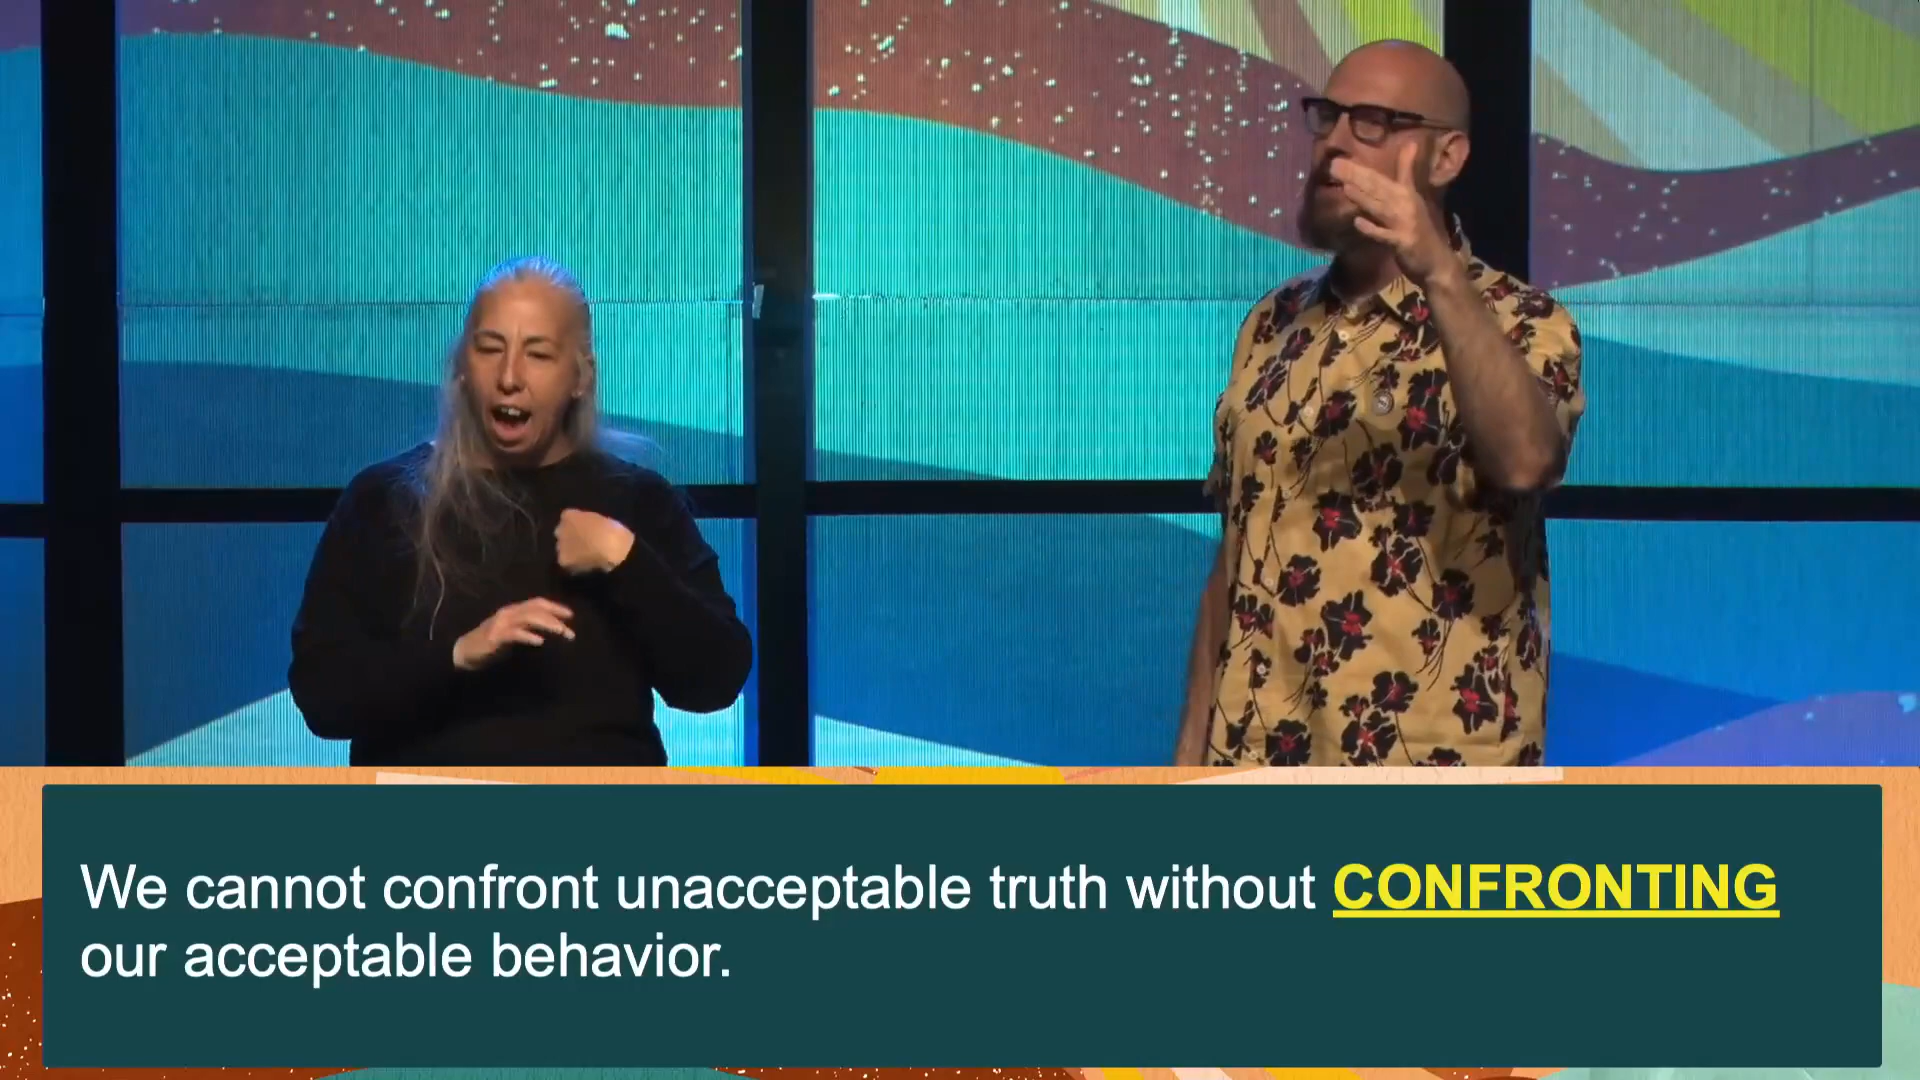 We cannot confront unacceptable truth without CONFRONTING
our acceptable behavior.